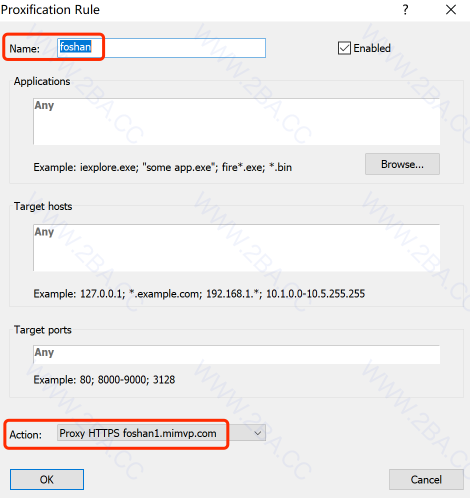 Proxification Rule
Name: foshan
Enabled
Applications
Any
Example: iexplore.exe; "some app.exe"; fire*.exe; *.bin
Browse...
Target hosts
Any
Example: 127.0.0.1; *.example.com; 192.168.1.*; 10.1.0.0-10.5.255.255
Target ports
Any
Example: 80; 8000-9000; 3128
Action: Proxy HTTPS foshan1.mimvp.com
OK
Cancel
WWW.2BA.CC